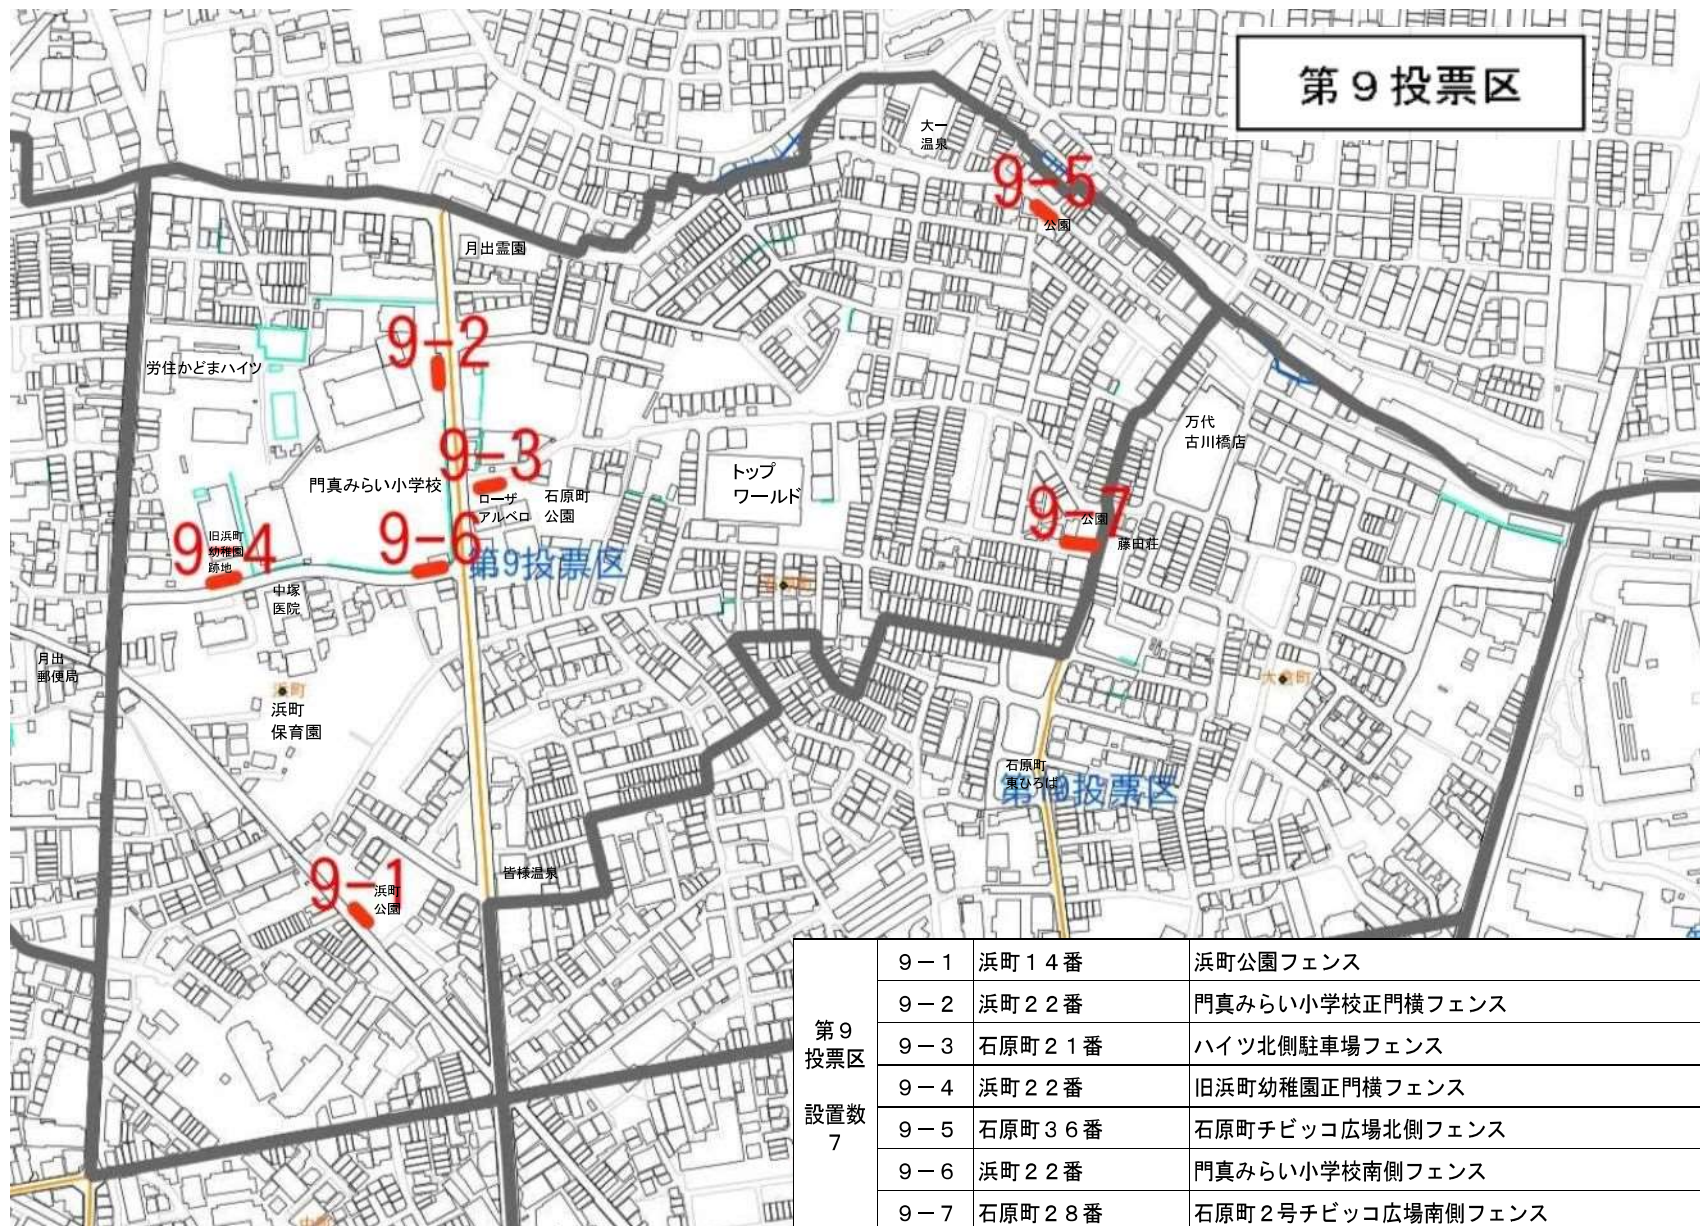 第９投票区
大一
温泉
9-5
公園
月出霊園
9-2
労住かどまハイツ
万代
古川橋店
9-3
門真みらい小学校
ローザ
アルベロ
石原町
公園
トップ
ワールド
9-7
公園
藤田荘
9-4
旧浜町
幼稚園
跡地
9-6
第9投票区
中塚
医院
月出
郵便局
浜町
浜町
保育園
大倉町
石原町
東ひろば
第19投票区
皆様温泉
9-1
浜町
公園
第９
投票区
設置数
７
９－１ 浜町１４番 浜町公園フェンス
９－２ 浜町２２番 門真みらい小学校正門横フェンス
９－３ 石原町２１番 ハイツ北側駐車場フェンス
９－４ 浜町２２番 旧浜町幼稚園正門横フェンス
９－５ 石原町３６番 石原町チビッコ広場北側フェンス
９－６ 浜町２２番 門真みらい小学校南側フェンス
９－７ 石原町２８番 石原町２号チビッコ広場南側フェンス